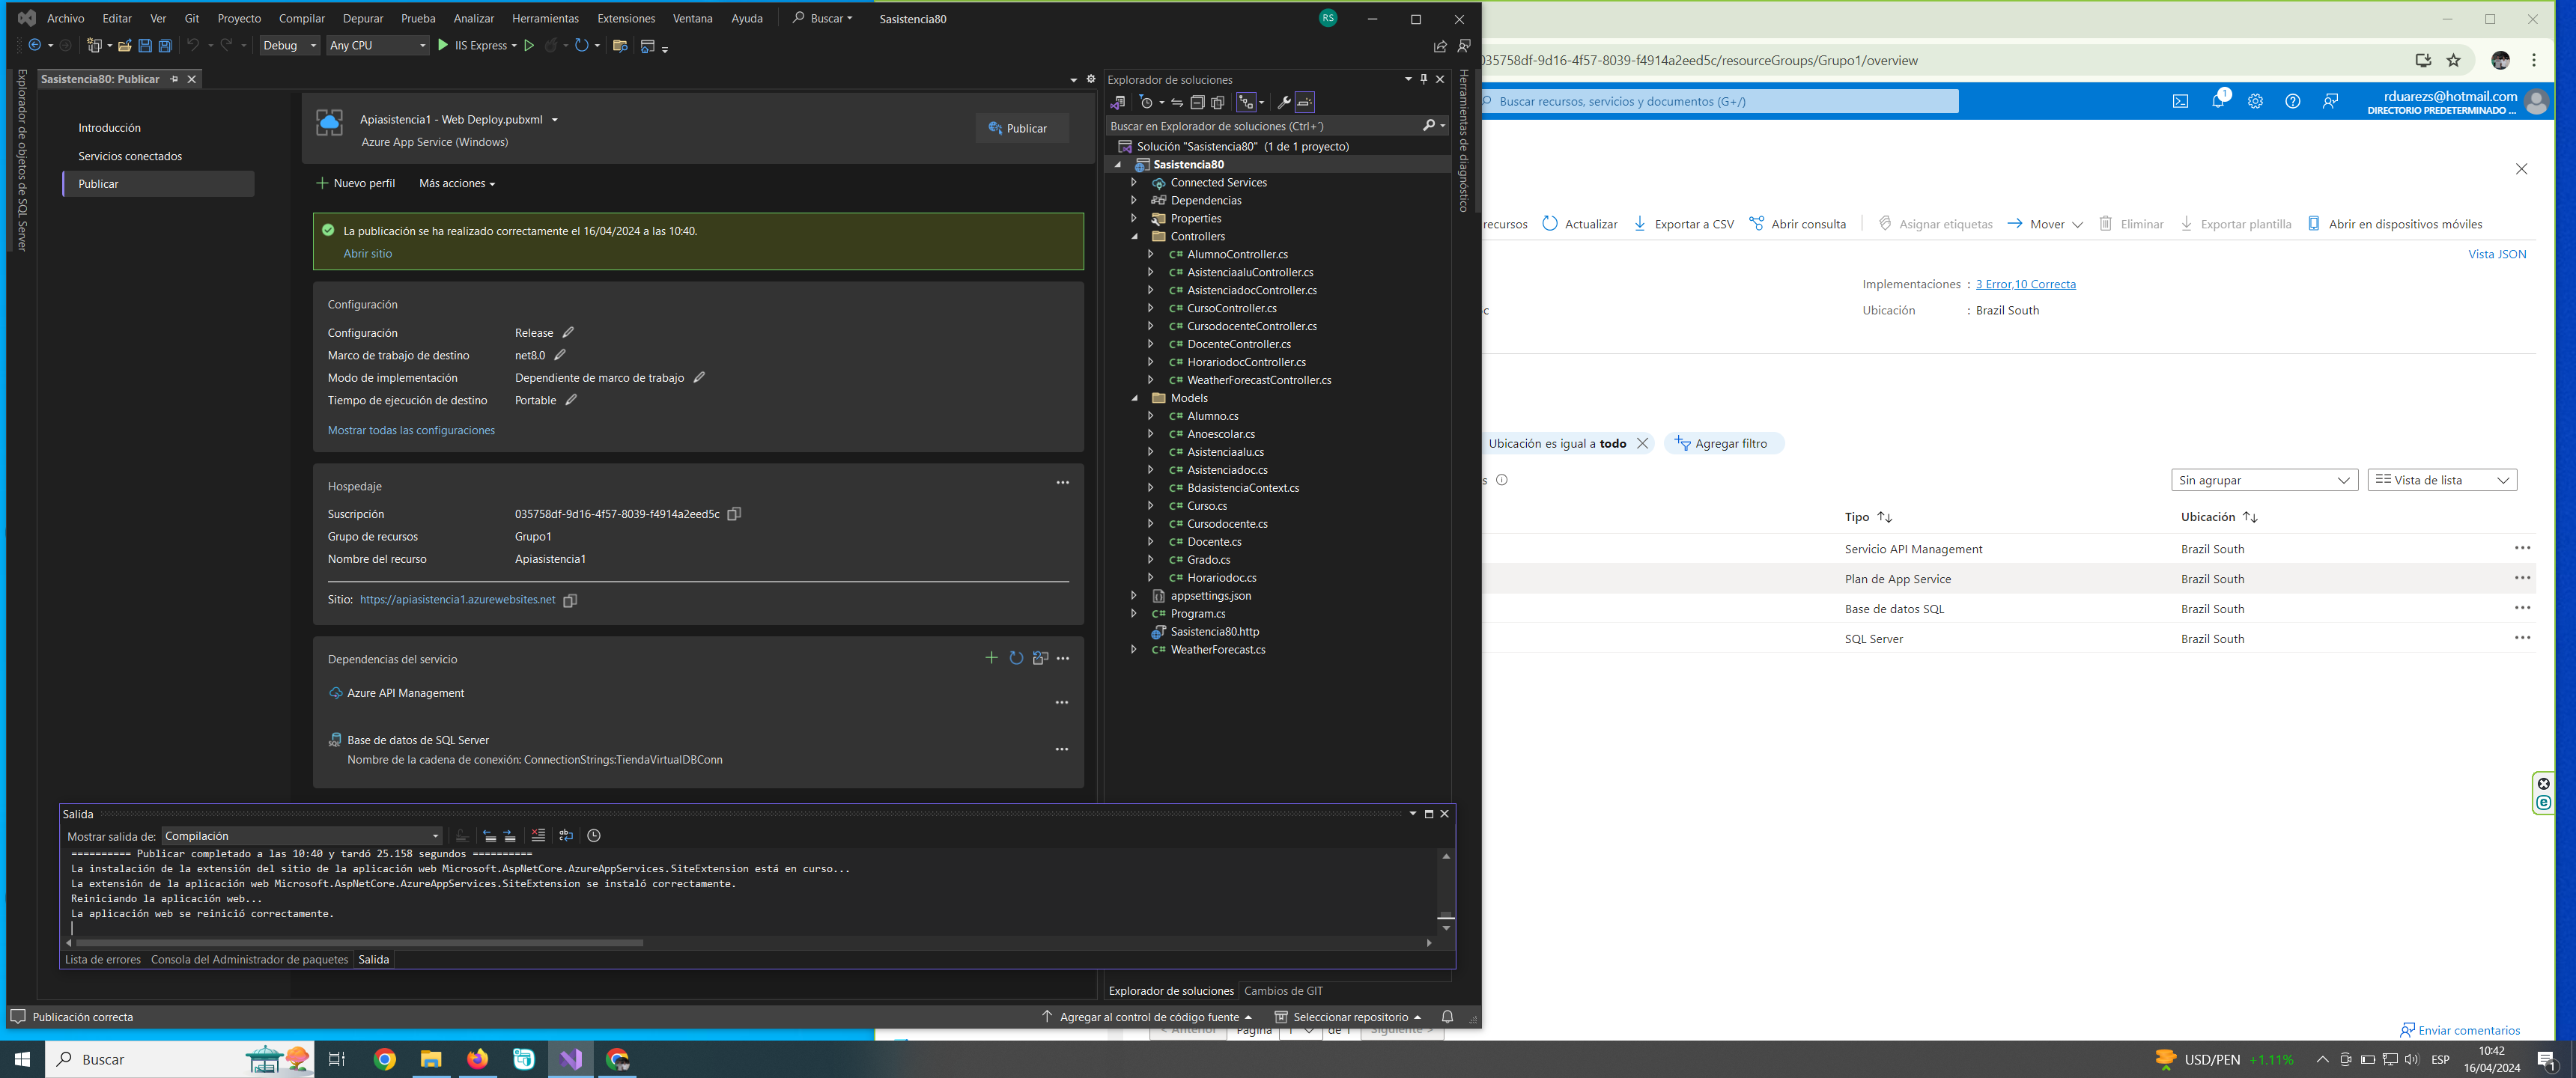 Archivo Editar Ver Git Proyecto Compilar Depurar Prueba Analizar Herramientas Extensiones Ventana Ayuda Buscar Sasistencia80 RS
Debug Any CPU IIS Express
Explorador de objetos de SQL Server
Sasistencia80: Publicar
Introducción
Servicios conectados
Publicar
Apiasistencia1 - Web Deploy.pubxml
Azure App Service (Windows)
Publicar
Nuevo perfil Más acciones
La publicación se ha realizado correctamente el 16/04/2024 a las 10:40.
Abrir sitio
Configuración
Configuración Release
Marco de trabajo de destino net8.0
Modo de implementación Dependiente de marco de trabajo
Tiempo de ejecución de destino Portable
Mostrar todas las configuraciones
Hospedaje
Suscripción 035758df-9d16-4f57-8039-f4914a2eed5c
Grupo de recursos Grupo1
Nombre del recurso Apiasistencia1
Sitio: https://apiasistencia1.azurewebsites.net
Dependencias del servicio
Azure API Management
Base de datos de SQL Server
Nombre de la cadena de conexión: ConnectionStrings:TiendaVirtualDBConn
Explorador de soluciones
Buscar en Explorador de soluciones (Ctrl+´)
Solución "Sasistencia80" (1 de 1 proyecto)
Sasistencia80
Connected Services
Dependencias
Properties
Controllers
C# AlumnoController.cs
C# AsistenciaaluController.cs
C# AsistenciadocController.cs
C# CursoController.cs
C# CursodocenteController.cs
C# DocenteController.cs
C# HorariodocController.cs
C# WeatherForecastController.cs
Models
C# Alumno.cs
C# Anoescolar.cs
C# Asistenciaalu.cs
C# Asistenciadoc.cs
C# BdasistenciaContext.cs
C# Curso.cs
C# Cursodocente.cs
C# Docente.cs
C# Grado.cs
C# Horariodoc.cs
appsettings.json
C# Program.cs
Sasistencia80.http
C# WeatherForecast.cs
Herramientas de diagnóstico
Salida
Mostrar salida de: Compilación
========== Publicar completado a las 10:40 y tardó 25.158 segundos ==========
La instalación de la extensión del sitio de la aplicación web Microsoft.AspNetCore.AzureAppServices.SiteExtension está en curso...
La extensión de la aplicación web Microsoft.AspNetCore.AzureAppServices.SiteExtension se instaló correctamente.
Reiniciando la aplicación web...
La aplicación web se reinició correctamente.
Lista de errores Consola del Administrador de paquetes Salida
Explorador de soluciones Cambios de GIT
Publicación correcta
Agregar al control de código fuente Seleccionar repositorio
035758df-9d16-4f57-8039-f4914a2eed5c/resourceGroups/Grupo1/overview
Buscar recursos, servicios y documentos (G+/)
1
rduarezs@hotmail.com
DIRECTORIO PREDETERMINADO ...
recursos Actualizar Exportar a CSV Abrir consulta Asignar etiquetas Mover Eliminar Exportar plantilla Abrir en dispositivos móviles
Vista JSON
Implementaciones : 3 Error,10 Correcta
Ubicación : Brazil South
Ubicación es igual a todo
Agregar filtro
Sin agrupar
Vista de lista
Tipo Ubicación
Servicio API Management Brazil South
Plan de App Service Brazil South
Base de datos SQL Brazil South
SQL Server Brazil South
< Anterior Página 1 de 1 Siguiente >
Enviar comentarios
Buscar
USD/PEN +1.11%
ESP
10:42
16/04/2024
1